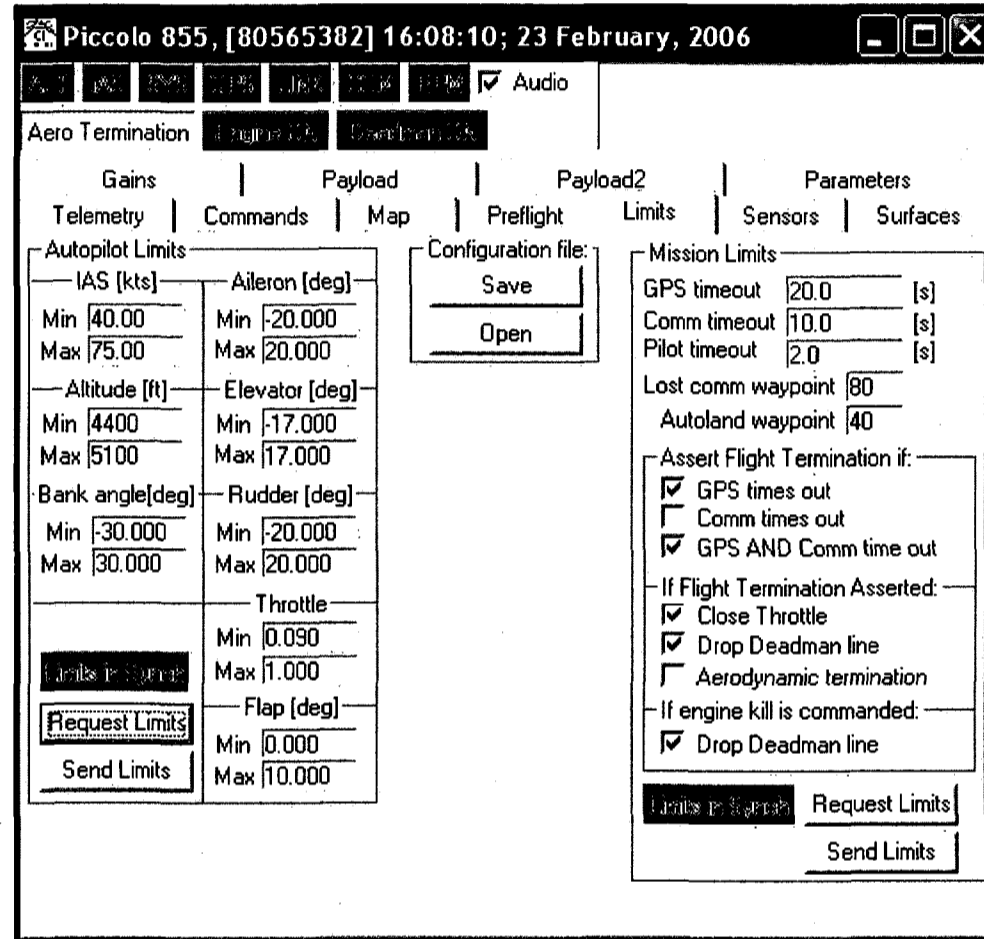 Piccolo 855, [80565382] 16:08:10; 23 February, 2006
Audio
Aero Termination
Gains Payload Payload2 Parameters
Telemetry Commands Map Preflight Limits Sensors Surfaces
Autopilot Limits
IAS [kts]
Min 40.00
Max 75.00
Altitude [ft]
Min 4400
Max 5100
Bank angle[deg]
Min -30.000
Max 30.000
Limits in Synch
Request Limits
Send Limits
Aileron [deg]
Min -20.000
Max 20.000
Elevator [deg]
Min -17.000
Max 17.000
Rudder [deg]
Min -20.000
Max 20.000
Throttle
Min 0.090
Max 1.000
Flap [deg]
Min 0.000
Max 10.000
Configuration file:
Save
Open
Mission Limits
GPS timeout 20.0 [s]
Comm timeout 10.0 [s]
Pilot timeout 2.0 [s]
Lost comm waypoint 80
Autoland waypoint 40
Assert Flight Termination if:
GPS times out
Comm times out
GPS AND Comm time out
If Flight Termination Asserted:
Close Throttle
Drop Deadman line
Aerodynamic termination
If engine kill is commanded:
Drop Deadman line
Limits in Synch Request Limits
Send Limits